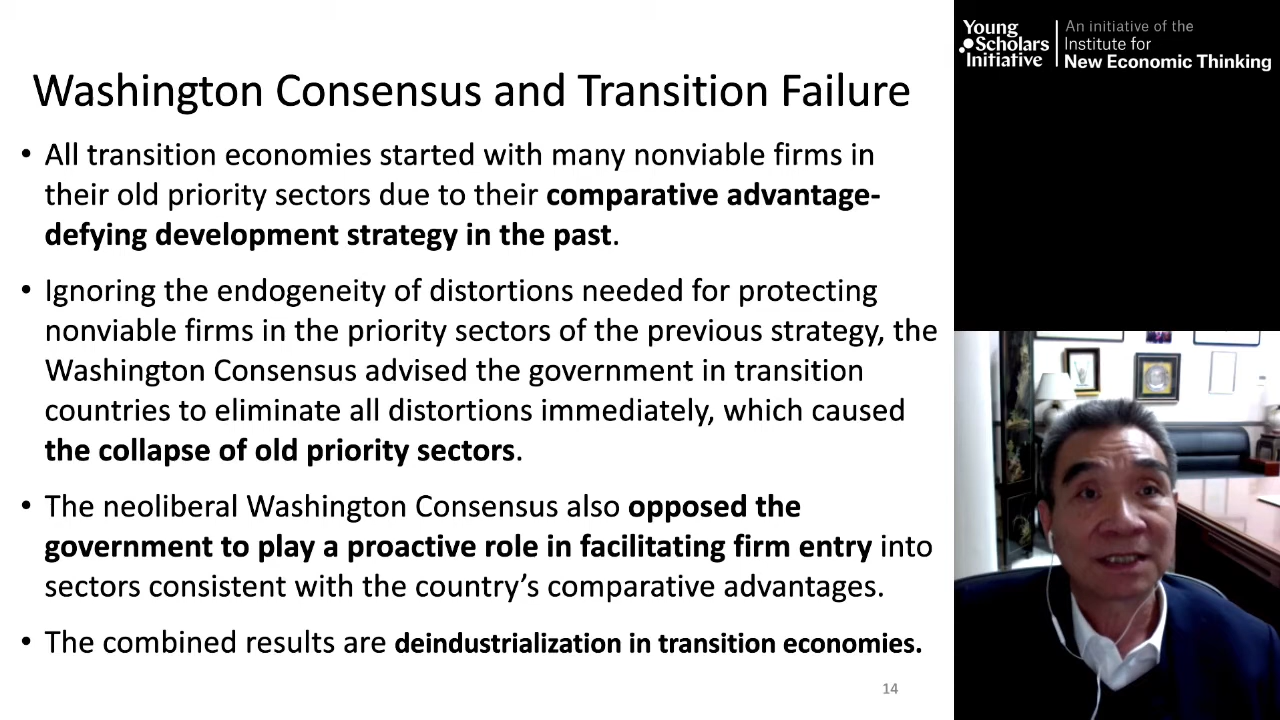 Washington Consensus and Transition Failure
• All transition economies started with many nonviable firms in
their old priority sectors due to their comparative advantage-
defying development strategy in the past.
• Ignoring the endogeneity of distortions needed for protecting
nonviable firms in the priority sectors of the previous strategy, the
Washington Consensus advised the government in transition
countries to eliminate all distortions immediately, which caused
the collapse of old priority sectors.
• The neoliberal Washington Consensus also opposed the
government to play a proactive role in facilitating firm entry into
sectors consistent with the country's comparative advantages.
• The combined results are deindustrialization in transition economies.
14
Young
Scholars
Initiative
An initiative of the
Institute for
New Economic Thinking